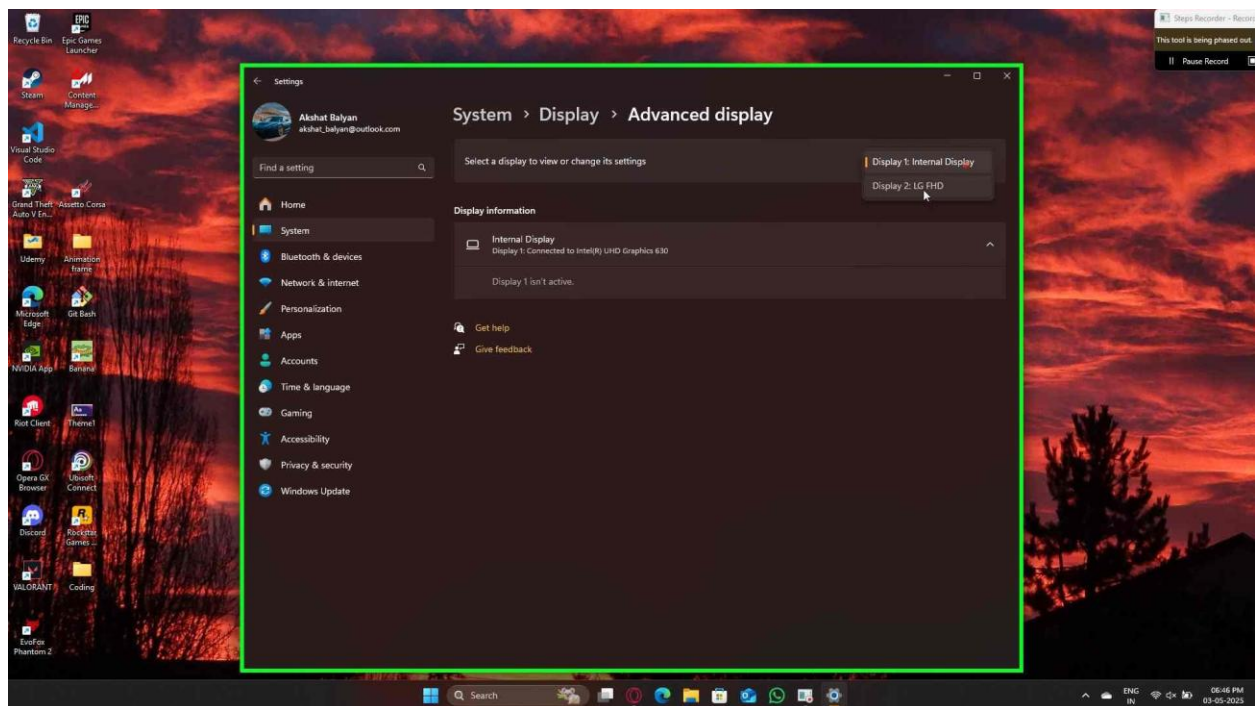 Recycle Bin
Epic Games
Launcher
Steam
Content
Manage...
Visual Studio
Code
Grand Theft
Auto V En...
Assetto Corsa
Udemy
Animation
frame
Microsoft
Edge
Git Bash
NVIDIA App
Banana
Riot Client
Theme1
Opera GX
Browser
Ubisoft
Connect
Discord
Rockstar
Games ...
VALORANT
Coding
EvoFox
Phantom 2
Steps Recorder - Recor
This tool is being phased out.
Pause Record
Settings
Akshat Balyan
akshat_balyan@outlook.com
Find a setting
Home
System
Bluetooth & devices
Network & internet
Personalization
Apps
Accounts
Time & language
Gaming
Accessibility
Privacy & security
Windows Update
System > Display > Advanced display
Select a display to view or change its settings
Display 1: Internal Display
Display 2: LG FHD
Display information
Internal Display
Display 1: Connected to Intel(R) UHD Graphics 630
Display 1 isn't active.
Get help
Give feedback
Search
ENG
IN
06:46 PM
03-05-2025